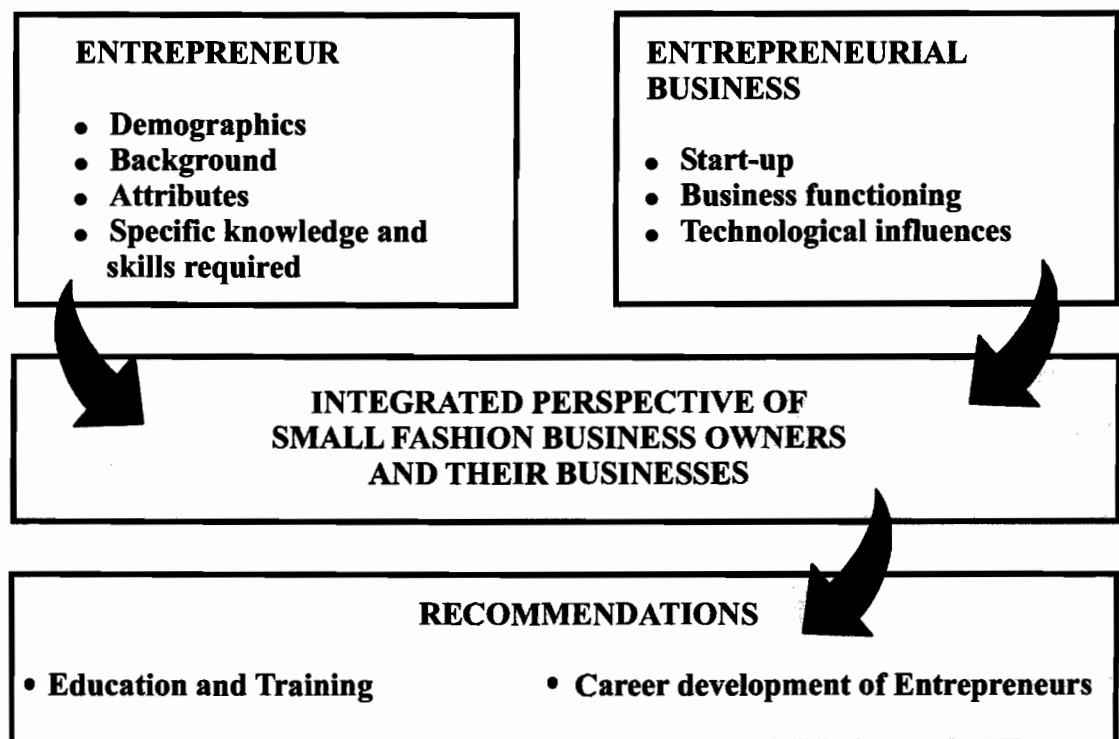 ENTREPRENEUR
• Demographics
• Background
• Attributes
• Specific knowledge and
skills required
ENTREPRENEURIAL
BUSINESS
• Start-up
• Business functioning
• Technological influences
INTEGRATED PERSPECTIVE OF
SMALL FASHION BUSINESS OWNERS
AND THEIR BUSINESSES
RECOMMENDATIONS
• Education and Training
• Career development of Entrepreneurs